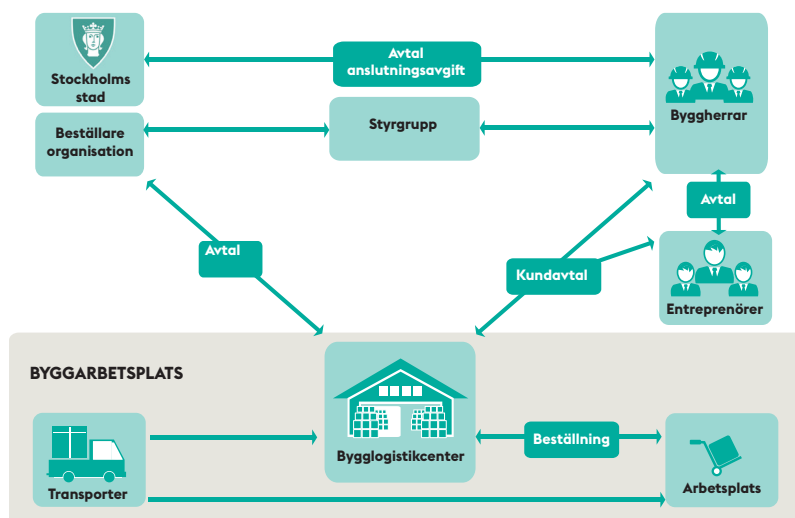 Stockholms
stad
Avtal
anslutningsavgift
Byggherrar
Beställare
organisation
Styrgrupp
Avtal
Avtal
Kundavtal
Entreprenörer
BYGGARBETSPLATS
Bygglogistikcenter
Beställning
Transporter
Arbetsplats